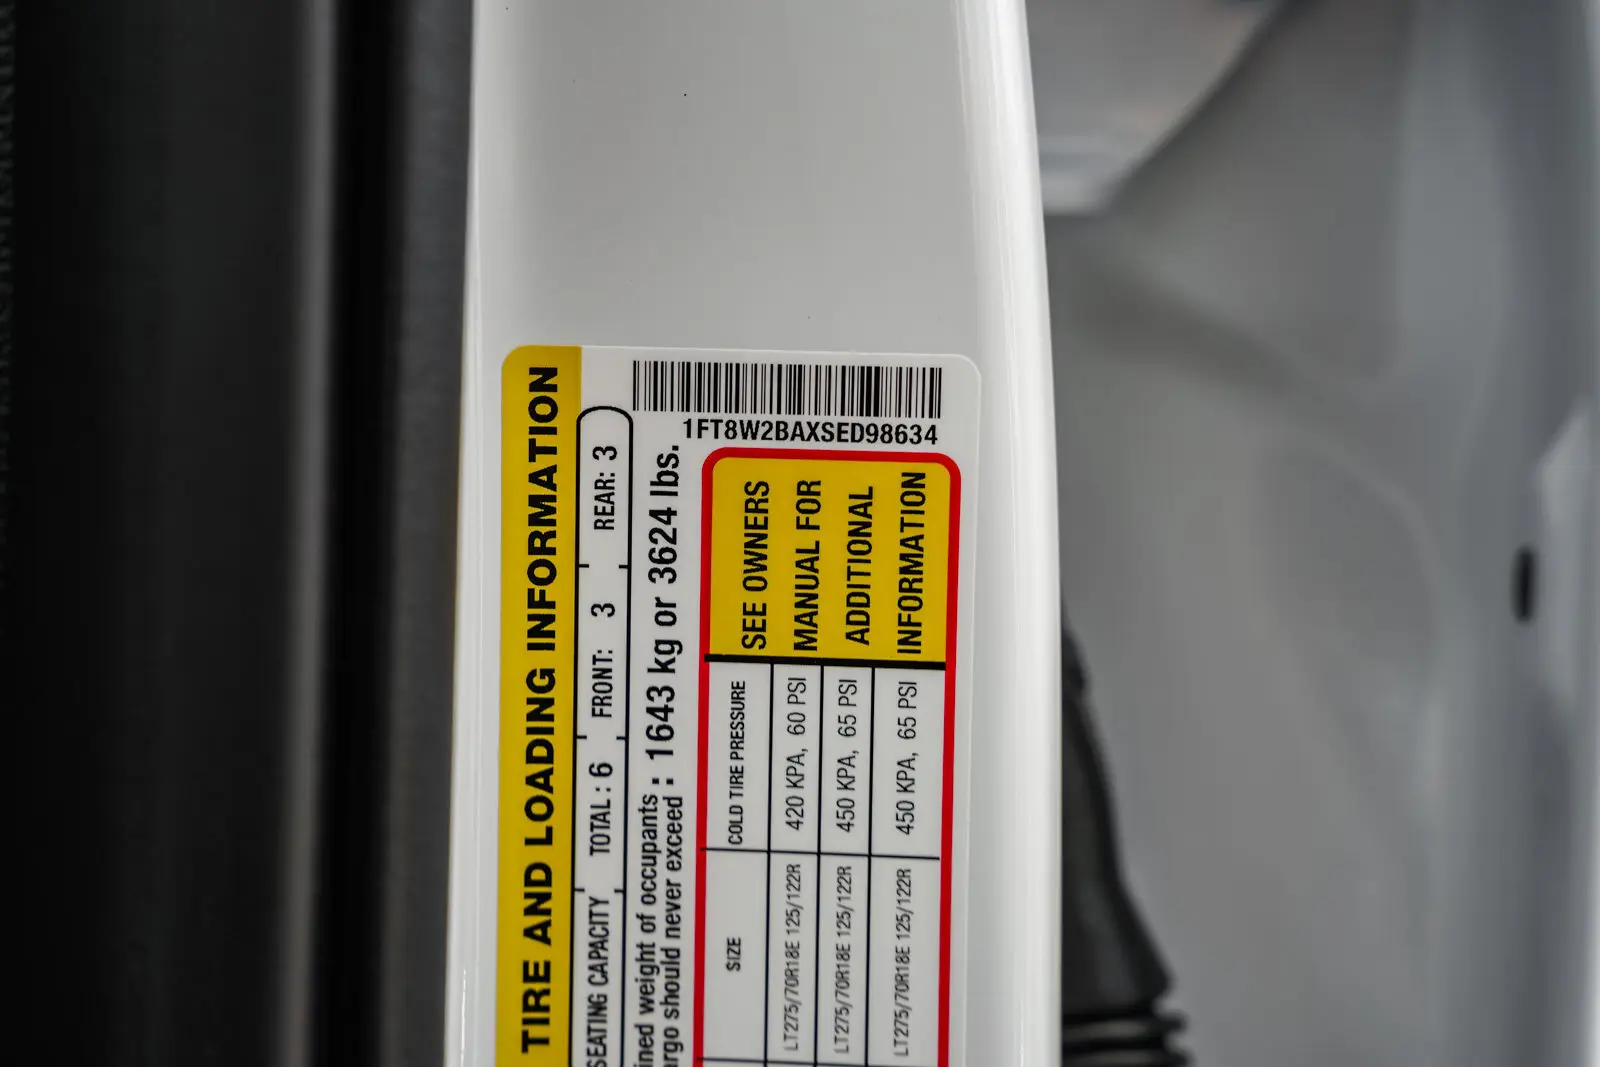 TIRE AND LOADING INFORMATION
SEATING CAPACITY TOTAL : 6 FRONT: 3 REAR: 3
weight of occupants : 1643 kg or 3624 lbs.
should never exceed :
1FT8W2BAXSED98634
SIZE COLD TIRE PRESSURE
LT275/70R18E 125/122R 420 KPA, 60 PSI
LT275/70R18E 125/122R 450 KPA, 65 PSI
LT275/70R18E 125/122R 450 KPA, 65 PSI
SEE OWNERS
MANUAL FOR
ADDITIONAL
INFORMATION